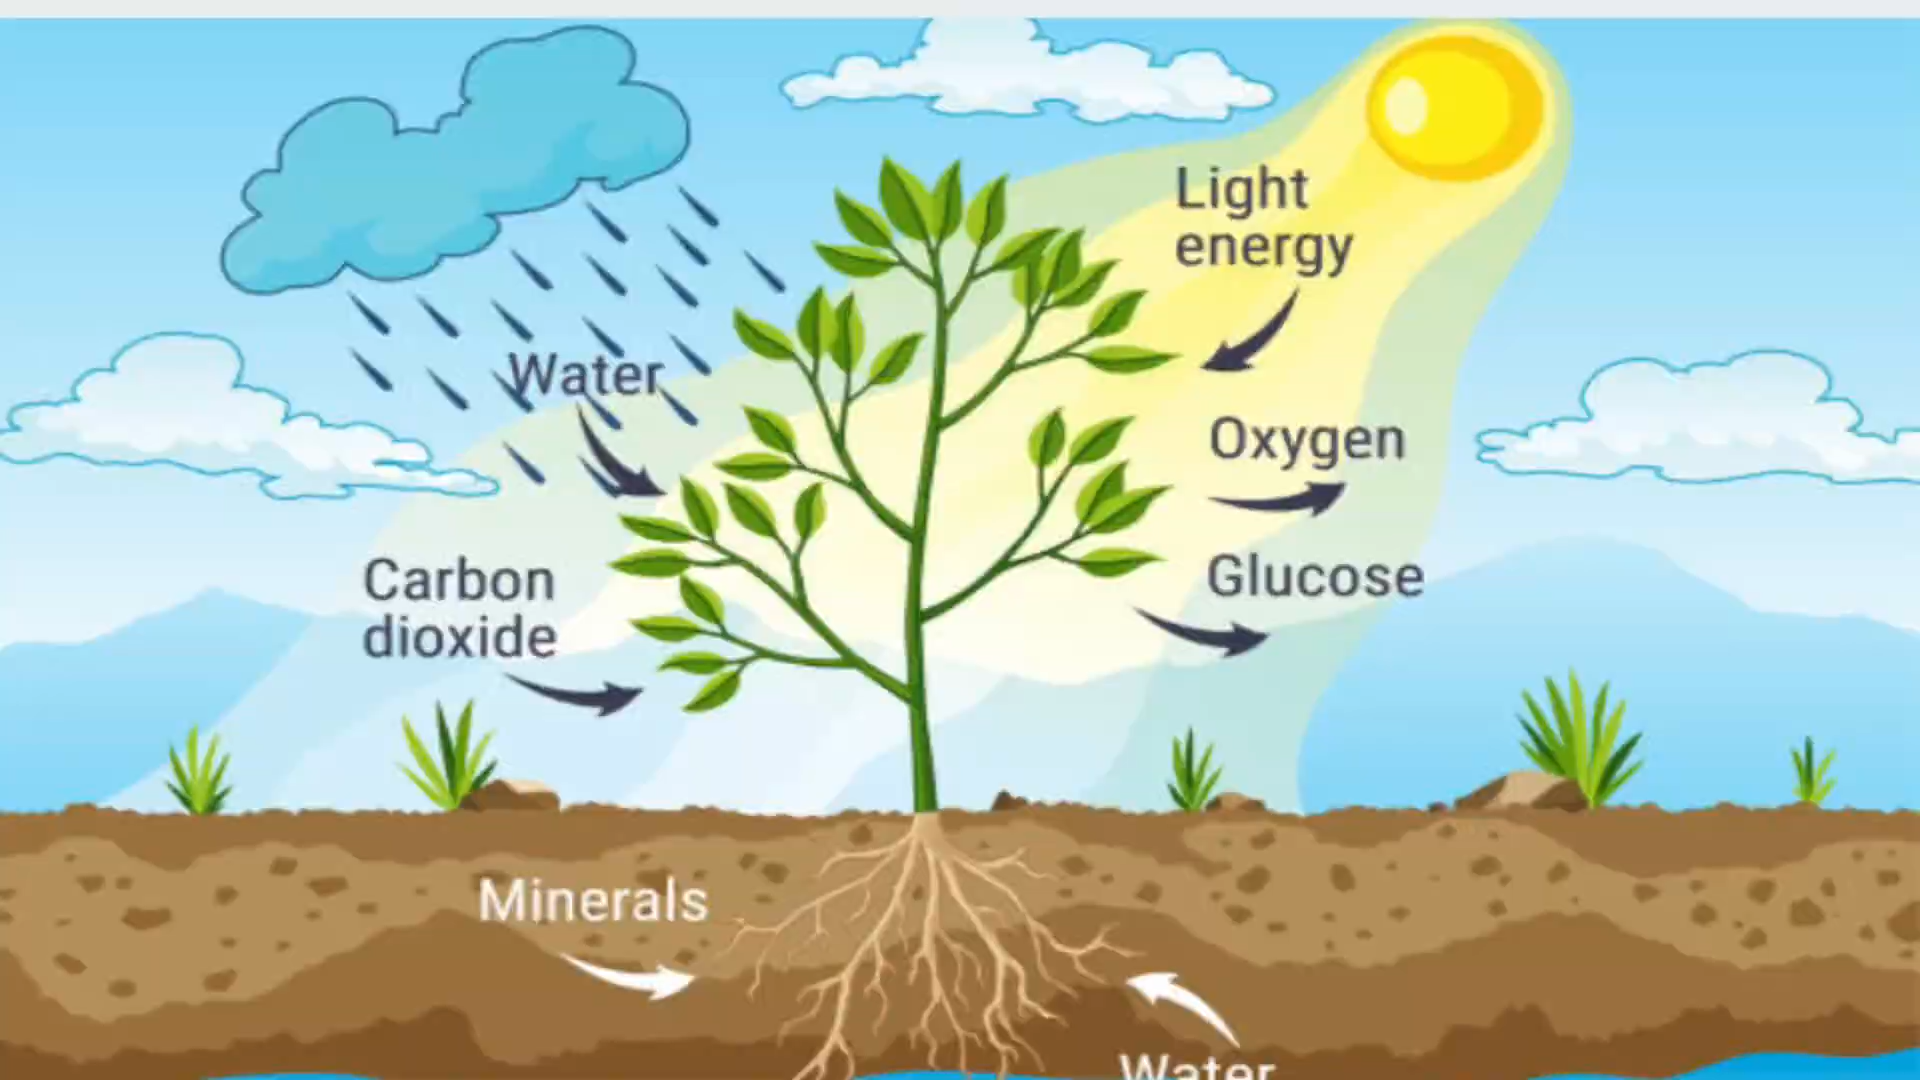 Light
energy
Water
Oxygen
Carbon
dioxide
Glucose
Minerals
Water